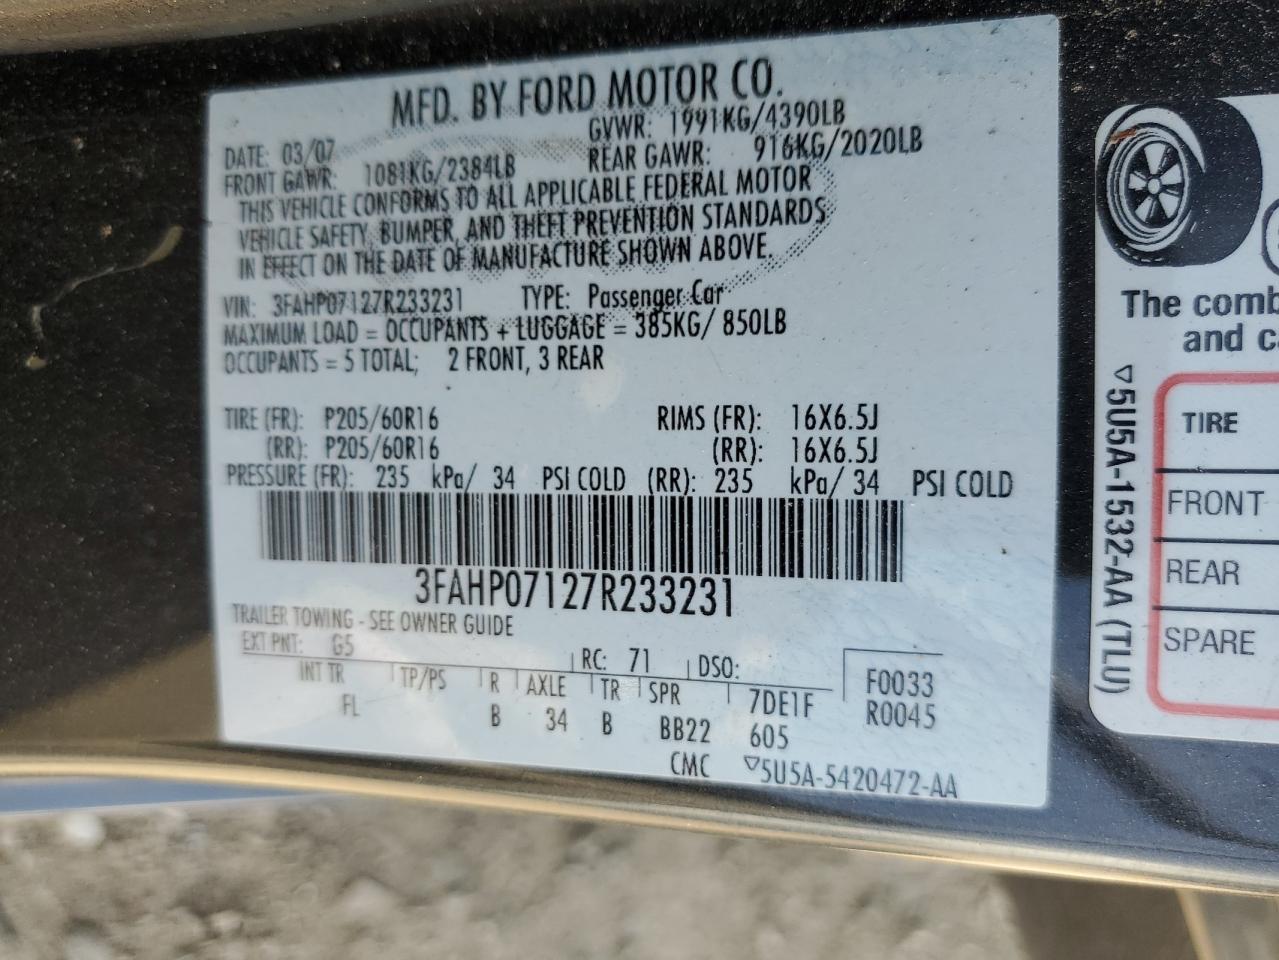 MFD. BY FORD MOTOR CO.
DATE: 03/07 GVWR: 1991KG/4390LB
FRONT GAWR: 1081KG/2384LB REAR GAWR: 916KG/2020LB
THIS VEHICLE CONFORMS TO ALL APPLICABLE FEDERAL MOTOR
VEHICLE SAFETY, BUMPER, AND THEFT PREVENTION STANDARDS
IN EFFECT ON THE DATE OF MANUFACTURE SHOWN ABOVE.
VIN: 3FAHP07127R233231 TYPE: Passenger Car
MAXIMUM LOAD = OCCUPANTS + LUGGAGE = 385KG/ 850LB
OCCUPANTS = 5 TOTAL; 2 FRONT, 3 REAR
TIRE (FR): P205/60R16 RIMS (FR): 16X6.5J
(RR): P205/60R16 (RR): 16X6.5J
PRESSURE (FR): 235 kPa/ 34 PSI COLD (RR): 235 kPa/ 34 PSI COLD
3FAHP07127R233231
TRAILER TOWING - SEE OWNER GUIDE
EXT PNT: G5 RC: 71 DSO: F0033
INT TR TP/PS R AXLE TR SPR 7DE1F R0045
FL B 34 B BB22 605
CMC ▽5U5A-5420472-AA
The comb
and ca
▽5U5A-1532-AA (TLU)
TIRE
FRONT
REAR
SPARE